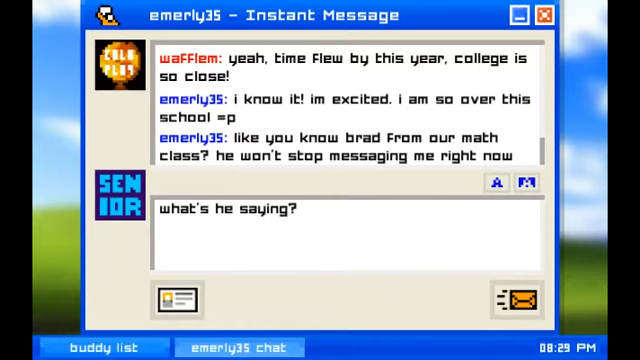 emerly35 - Instant Message
COLD
PLAY
wafflem: yeah, time flew by this year, college is
so close!
emerly35: i know it! im excited. i am so over this
school =p
emerly35: like you know brad from our math
class? he won't stop messaging me right now
SEN
IOR
A A
what's he saying?
buddy list
emerly35 chat
08:29 PM